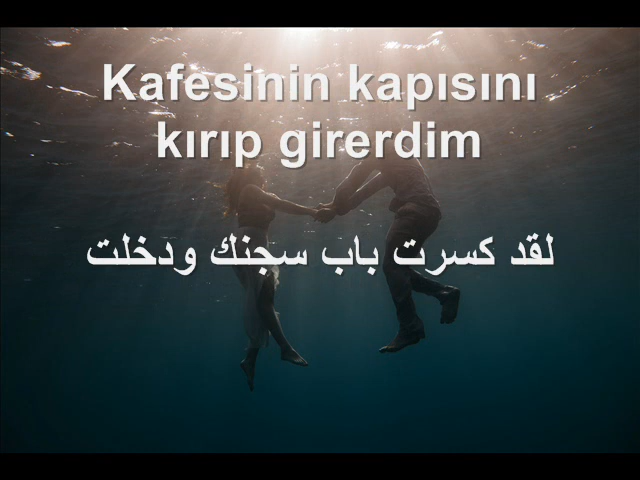 Kafesinin kapısını
kırıp girerdim
لقد كسرت باب سجنك ودخلت